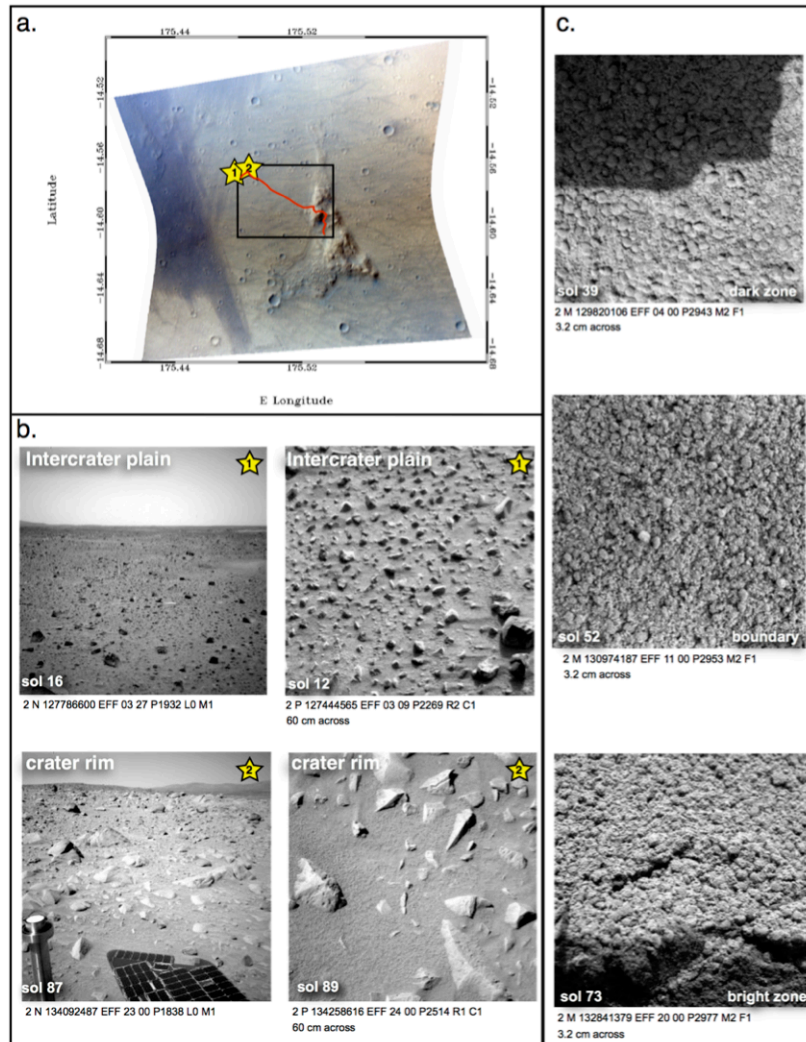 a.
175.44
175.52
-14.52
-14.52
-14.56
-14.56
-14.60
-14.60
-14.64
-14.64
-14.68
-14.68
Latitude
1
2
175.44
175.52
E Longitude
b.
Intercrater plain
1
sol 16
2 N 127786600 EFF 03 27 P1932 L0 M1
Intercrater plain
1
sol 12
2 P 127444565 EFF 03 09 P2269 R2 C1
60 cm across
crater rim
2
sol 87
2 N 134092487 EFF 23 00 P1838 L0 M1
2
sol 89
2 P 134258616 EFF 24 00 P2514 R1 C1
60 cm across
c.
sol 39
dark zone
2 M 129820106 EFF 04 00 P2943 M2 F1
3.2 cm across
sol 52
boundary
2 M 130974187 EFF 11 00 P2953 M2 F1
3.2 cm across
sol 73
bright zone
2 M 132841379 EFF 20 00 P2977 M2 F1
3.2 cm across